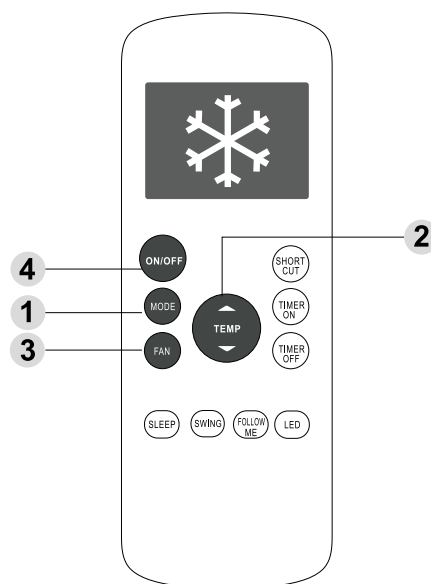 2
4
ON/OFF
SHORT
CUT
1
MODE
TEMP
TIMER
ON
3
FAN
TIMER
OFF
SLEEP
SWING
FOLLOW
ME
LED